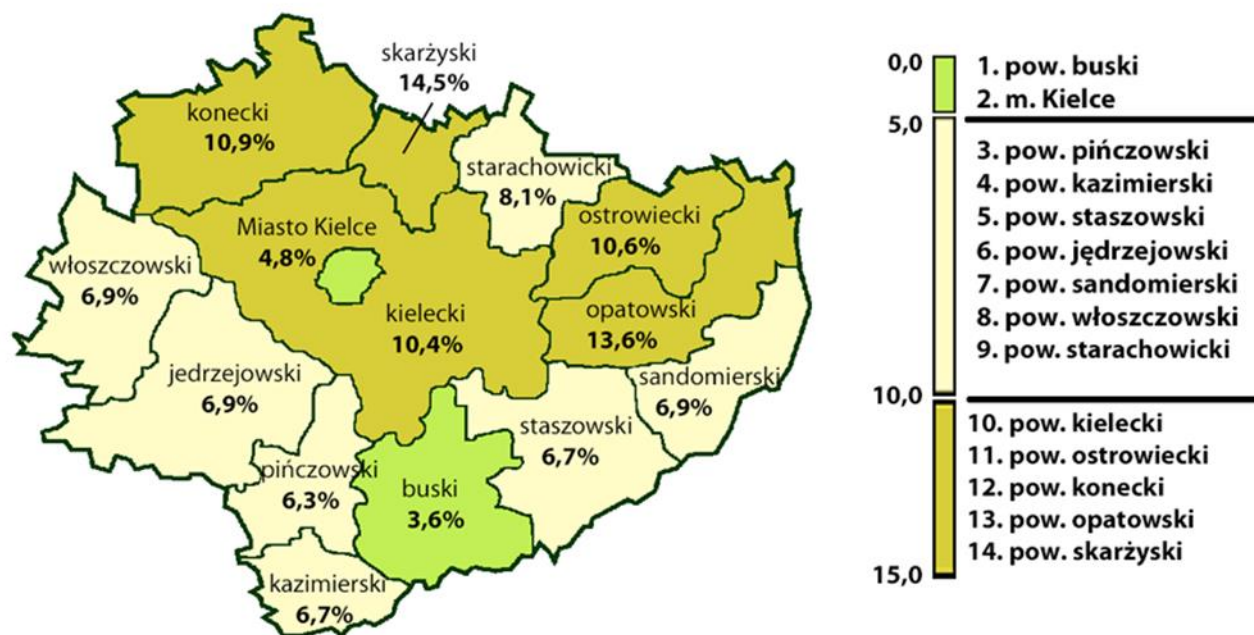 skarżyski
14,5%
konecki
10,9%
starachowicki
8,1%
Miasto Kielce
4,8%
ostrowiecki
10,6%
włoszczowski
6,9%
kielecki
10,4%
opatowski
13,6%
jedrzejowski
6,9%
sandomierski
6,9%
staszowski
6,7%
pińczowski
6,3%
buski
3,6%
kazimierski
6,7%
0,0
1. pow. buski
2. m. Kielce
5,0
3. pow. pińczowski
4. pow. kazimierski
5. pow. staszowski
6. pow. jędrzejowski
7. pow. sandomierski
8. pow. włoszczowski
9. pow. starachowicki
10,0
10. pow. kielecki
11. pow. ostrowiecki
12. pow. konecki
13. pow. opatowski
14. pow. skarżyski
15,0